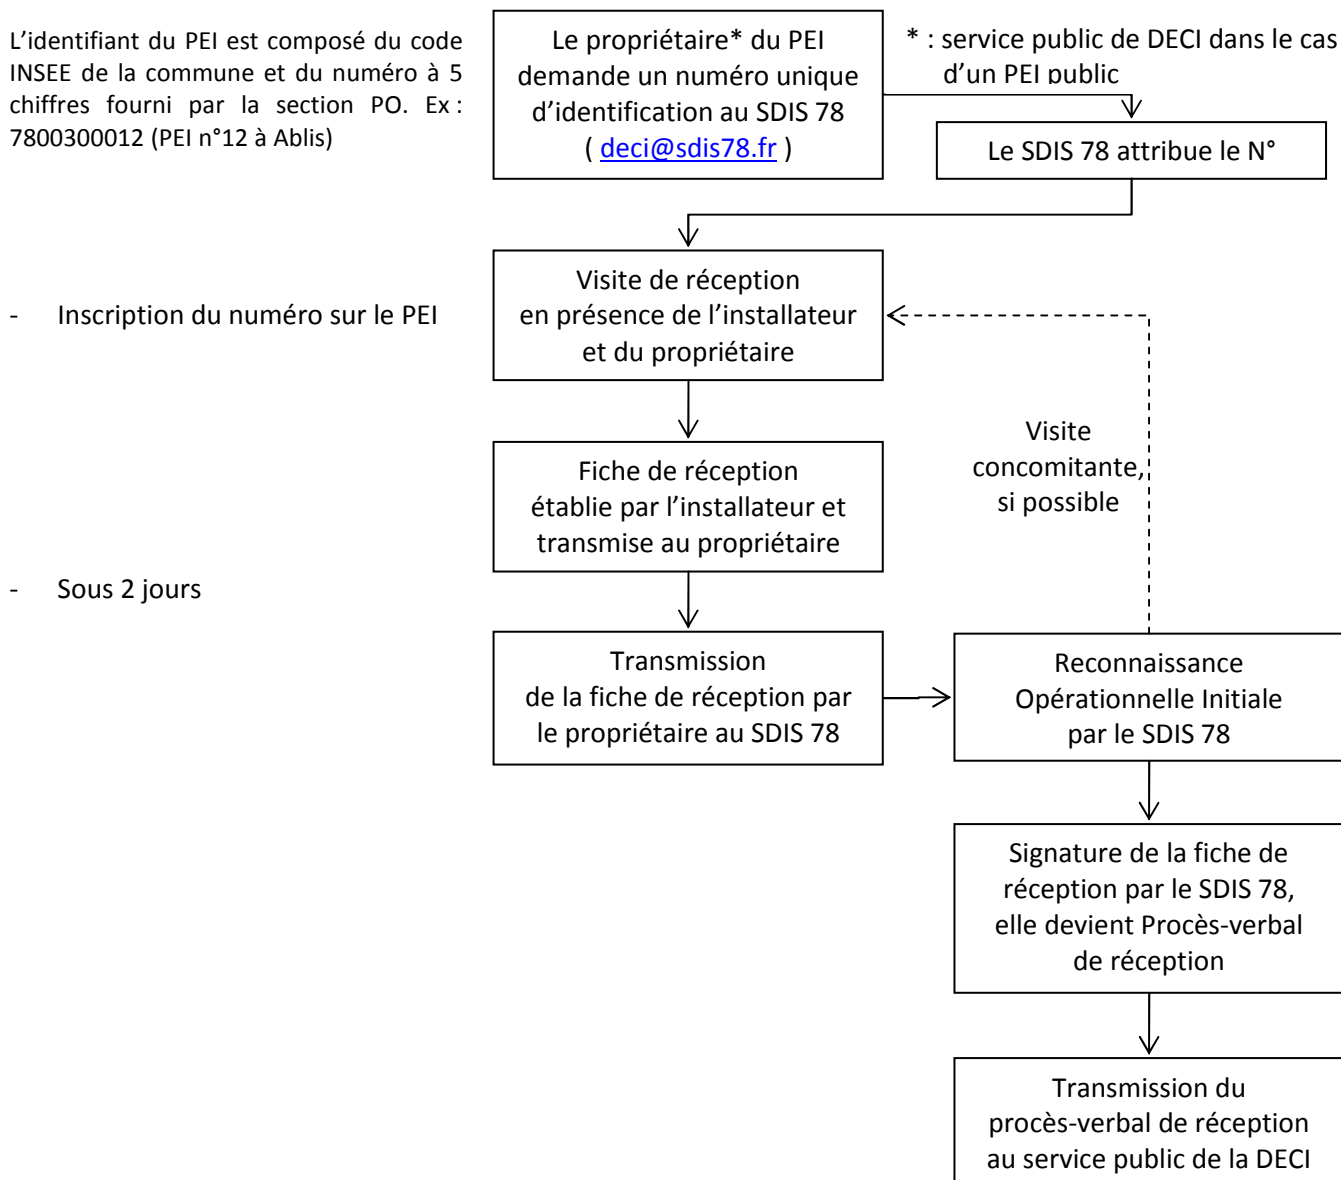 L’identifiant du PEI est composé du code
INSEE de la commune et du numéro à 5
chiffres fourni par la section PO. Ex :
7800300012 (PEI n°12 à Ablis)
Le propriétaire* du PEI
demande un numéro unique
d’identification au SDIS 78
( deci@sdis78.fr )
* : service public de DECI dans le cas
d’un PEI public
Le SDIS 78 attribue le N°
- Inscription du numéro sur le PEI
Visite de réception
en présence de l’installateur
et du propriétaire
Visite
concomitante,
si possible
Fiche de réception
établie par l’installateur et
transmise au propriétaire
- Sous 2 jours
Transmission
de la fiche de réception par
le propriétaire au SDIS 78
Reconnaissance
Opérationnelle Initiale
par le SDIS 78
Signature de la fiche de
réception par le SDIS 78,
elle devient Procès-verbal
de réception
Transmission du
procès-verbal de réception
au service public de la DECI